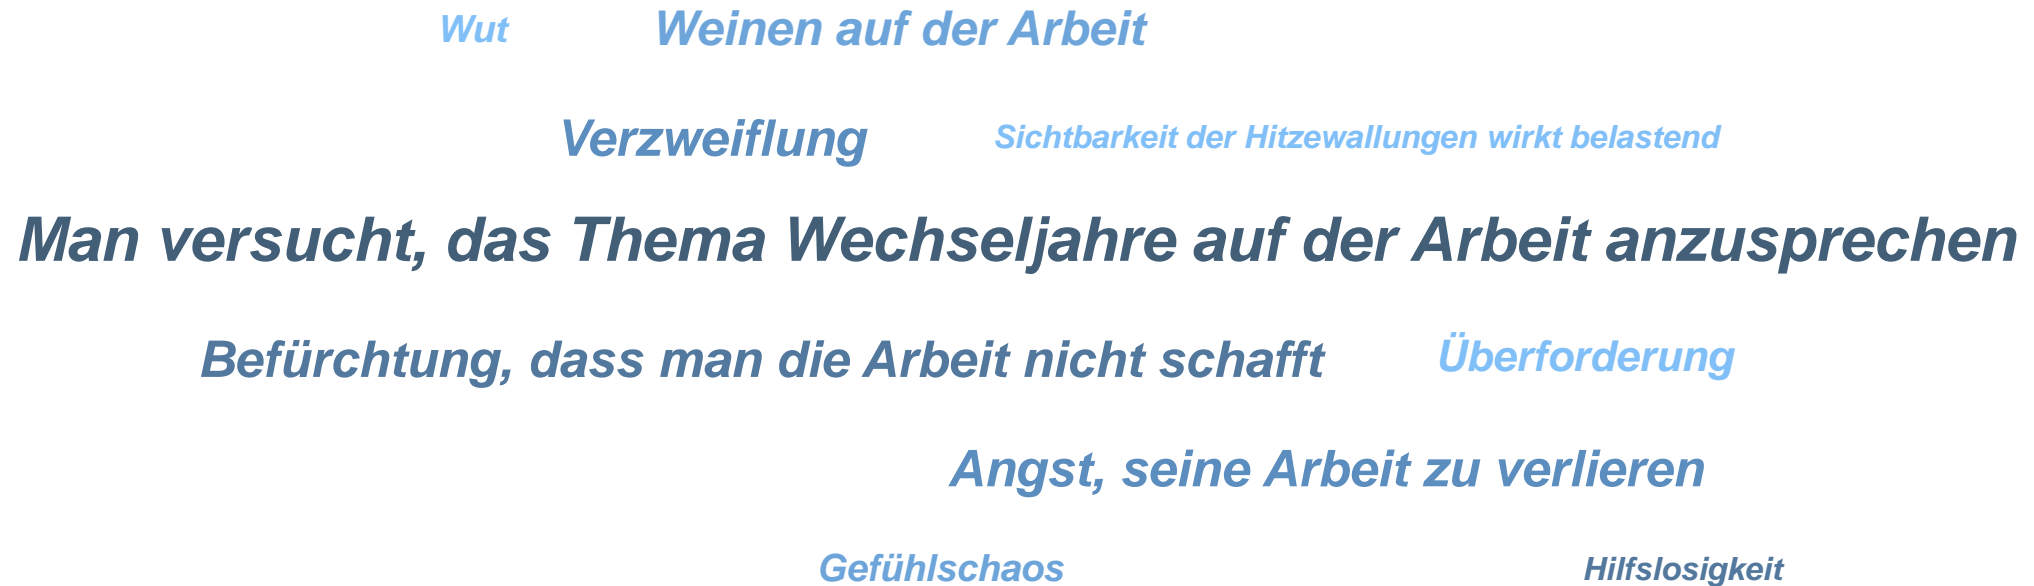 Wut Weinen auf der Arbeit
Verzweiflung Sichtbarkeit der Hitzewallungen wirkt belastend
Man versucht, das Thema Wechseljahre auf der Arbeit anzusprechen
Befürchtung, dass man die Arbeit nicht schafft Überforderung
Angst, seine Arbeit zu verlieren
Gefühlschaos Hilfslosigkeit